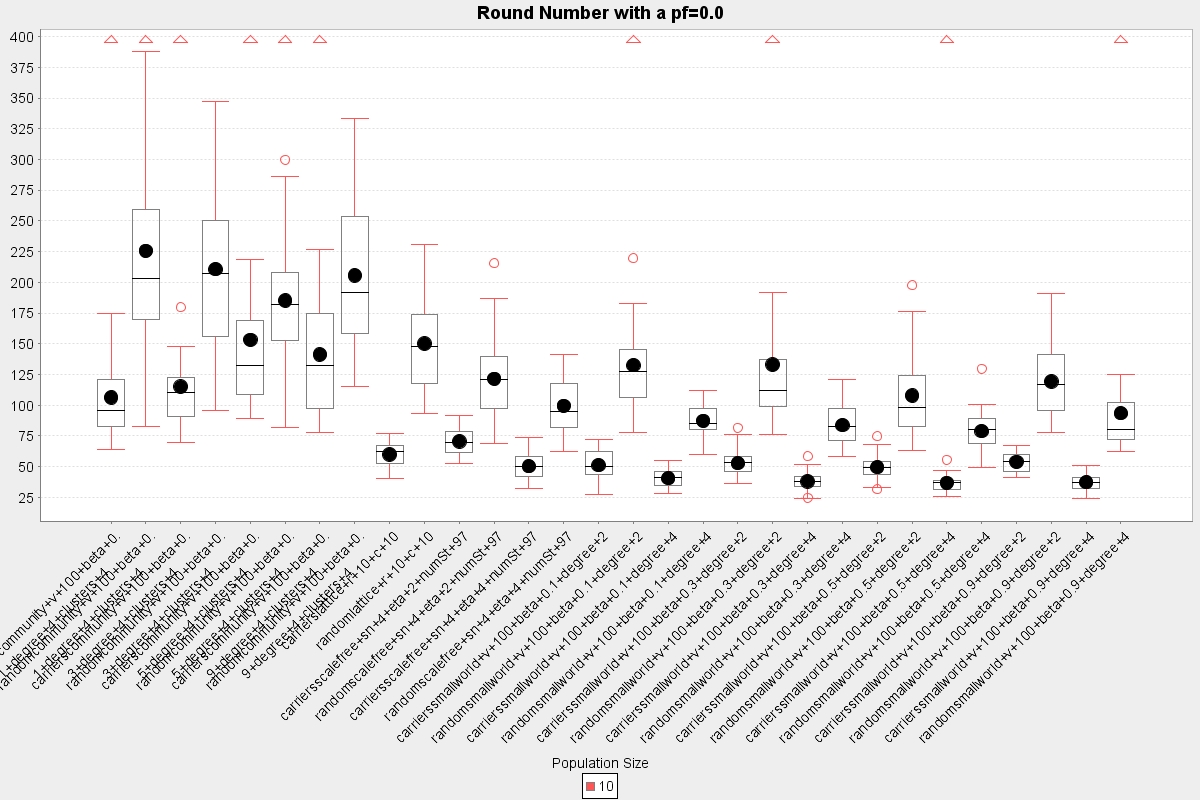 Round Number with a pf=0.0
400
375
350
325
300
275
250
225
200
175
150
125
100
75
50
25
carrierslattice+r+10+c+10
randomlattice+r+10+c+10
carriersscalefree+sn+4+eta+2+numSt+97
randomscalefree+sn+4+eta+2+numSt+97
carriersscalefree+sn+4+eta+4+numSt+97
randomscalefree+sn+4+eta+4+numSt+97
carrierssmallworld+v+100+beta+0.1+degree+2
randomsmallworld+v+100+beta+0.1+degree+2
carrierssmallworld+v+100+beta+0.1+degree+4
randomsmallworld+v+100+beta+0.1+degree+4
carrierssmallworld+v+100+beta+0.3+degree+2
randomsmallworld+v+100+beta+0.3+degree+2
carrierssmallworld+v+100+beta+0.3+degree+4
randomsmallworld+v+100+beta+0.3+degree+4
carrierssmallworld+v+100+beta+0.5+degree+2
randomsmallworld+v+100+beta+0.5+degree+2
carrierssmallworld+v+100+beta+0.5+degree+4
randomsmallworld+v+100+beta+0.5+degree+4
carrierssmallworld+v+100+beta+0.9+degree+2
randomsmallworld+v+100+beta+0.9+degree+2
carrierssmallworld+v+100+beta+0.9+degree+4
randomsmallworld+v+100+beta+0.9+degree+4
Population Size
10